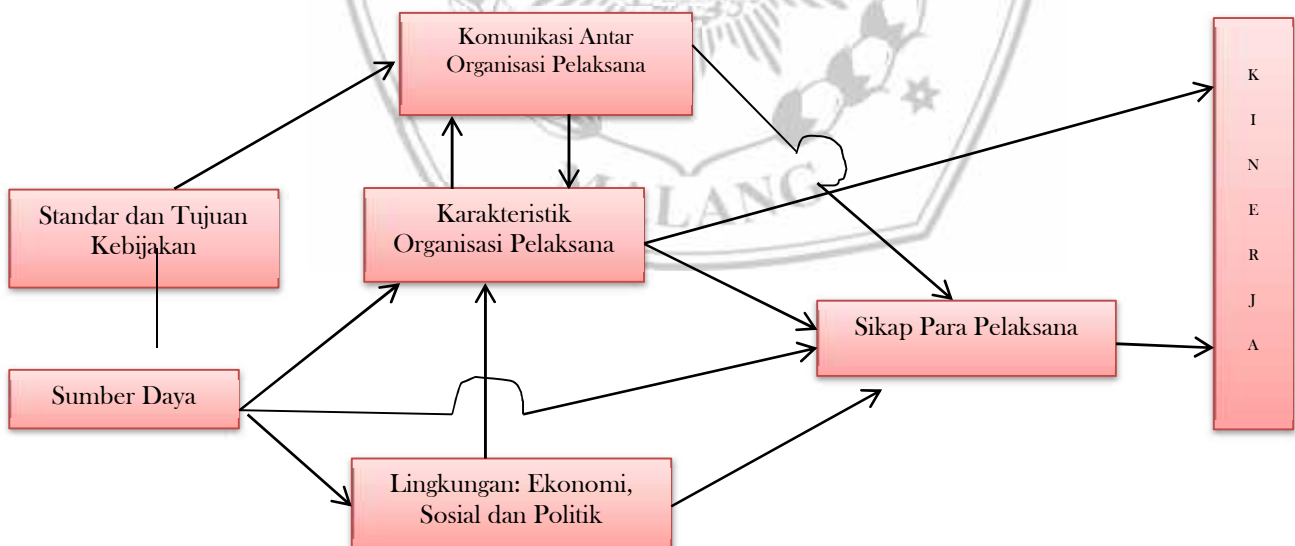 Komunikasi Antar
Organisasi Pelaksana
K
I
N
E
R
J
A
MALANG
Standar dan Tujuan
Kebijakan
Karakteristik
Organisasi Pelaksana
Sikap Para Pelaksana
Sumber Daya
Lingkungan: Ekonomi,
Sosial dan Politik